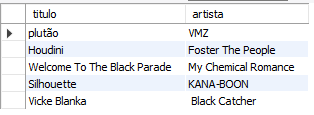 titulo artista
plutão VMZ
Houdini Foster The People
Welcome To The Black Parade My Chemical Romance
Silhouette KANA-BOON
Vicke Blanka Black Catcher